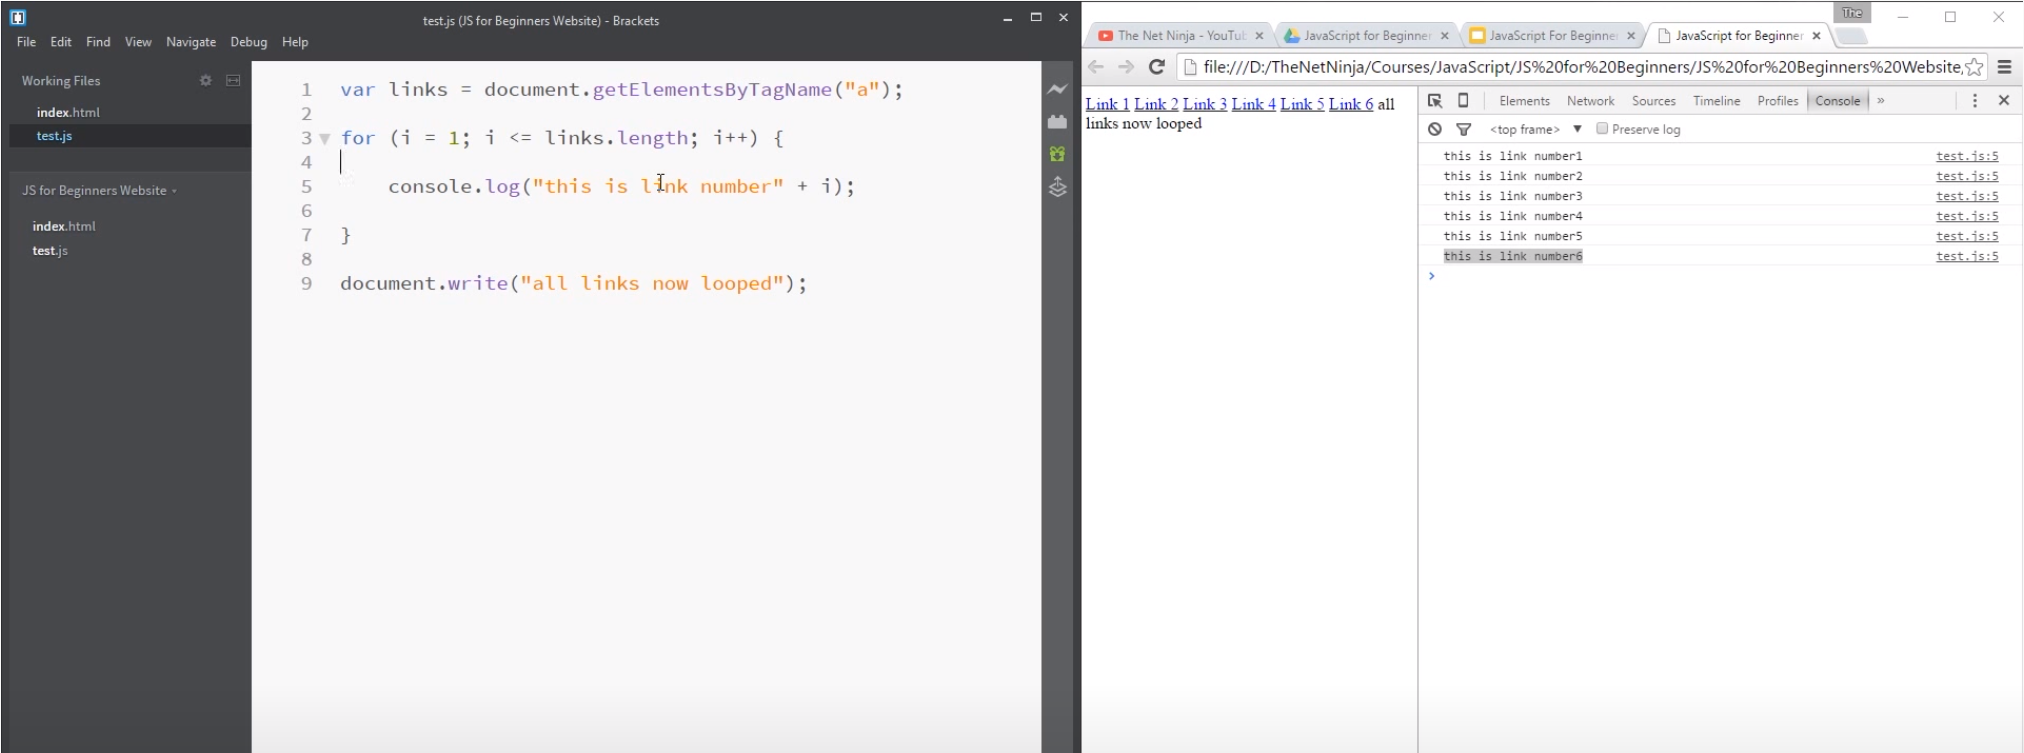 test.js (JS for Beginners Website) - Brackets
File Edit Find View Navigate Debug Help
Working Files
index.html
test.js
JS for Beginners Website
index.html
test.js
1 var links = document.getElementsByTagName("a");
2
3 for (i = 1; i <= links.length; i++) {
4
5 console.log("this is link number" + i);
6
7 }
8
9 document.write("all links now looped");
The
The Net Ninja - YouTub
JavaScript for Beginner
JavaScript For Beginner
JavaScript for Beginner
file:///D:/TheNetNinja/Courses/JavaScript/JS%20for%20Beginners/JS%20for%20Beginners%20Website,
Link 1 Link 2 Link 3 Link 4 Link 5 Link 6 all
links now looped
Elements Network Sources Timeline Profiles Console »
<top frame> ▼ Preserve log
this is link number1 test.js:5
this is link number2 test.js:5
this is link number3 test.js:5
this is link number4 test.js:5
this is link number5 test.js:5
this is link number6 test.js:5
>